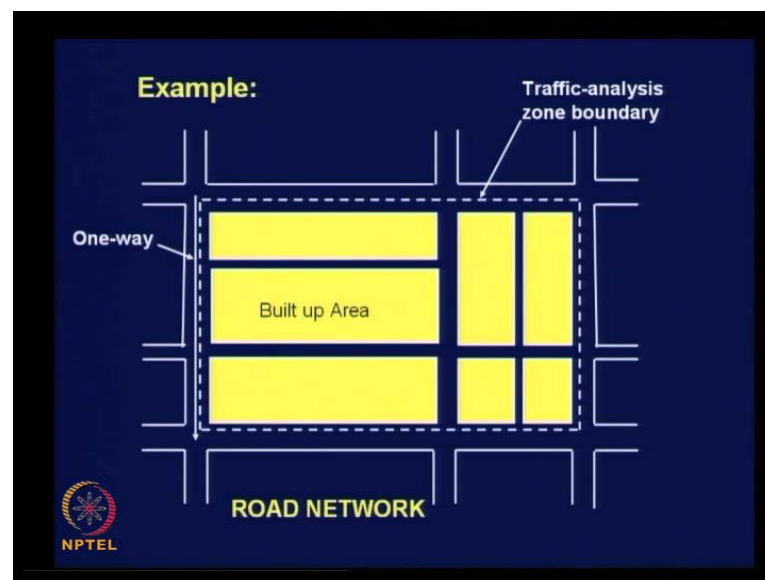 Example:
Traffic-analysis
zone boundary
One-way
Built up Area
ROAD NETWORK
NPTEL